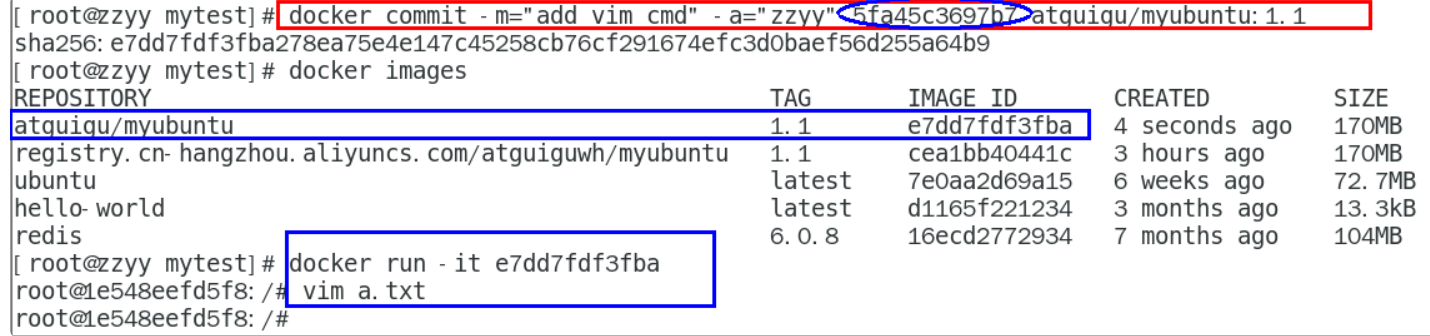 [root@zzyy mytest]# docker commit -m="add vim cmd" -a="zzyy" 5fa45c3697b7 atguigu/myubuntu:1.1
sha256:e7dd7fdf3fba278ea75e4e147c45258cb76cf291674efc3d0baef56d255a64b9
[root@zzyy mytest]# docker images
REPOSITORY TAG IMAGE ID CREATED SIZE
atguigu/myubuntu 1.1 e7dd7fdf3fba 4 seconds ago 170MB
registry.cn-hangzhou.aliyuncs.com/atguiguwh/myubuntu 1.1 cea1bb40441c 3 hours ago 170MB
ubuntu latest 7e0aa2d69a15 6 weeks ago 72.7MB
hello-world latest d1165f221234 3 months ago 13.3kB
redis 6.0.8 16ecd2772934 7 months ago 104MB
[root@zzyy mytest]# docker run -it e7dd7fdf3fba
root@1e548eefd5f8:/# vim a.txt
root@1e548eefd5f8:/#